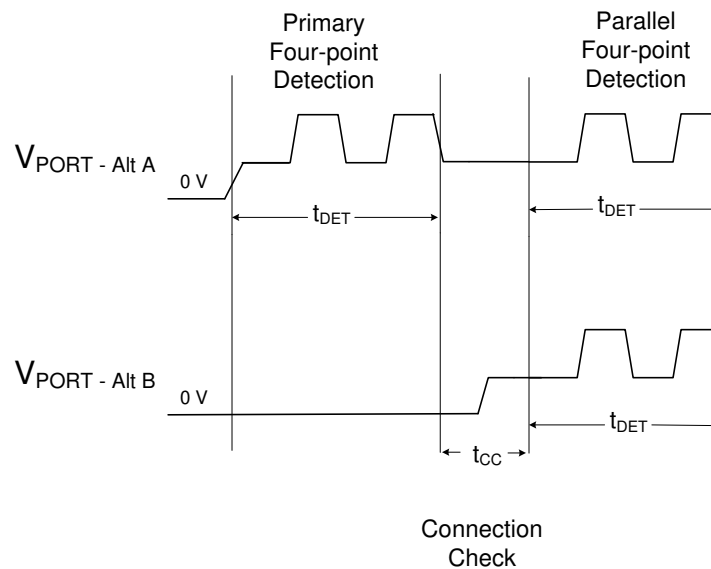 Primary
Four-point
Detection
Parallel
Four-point
Detection
VPORT - Alt A
0 V
tDET
tDET
VPORT - Alt B
0 V
tDET
tCC
Connection
Check